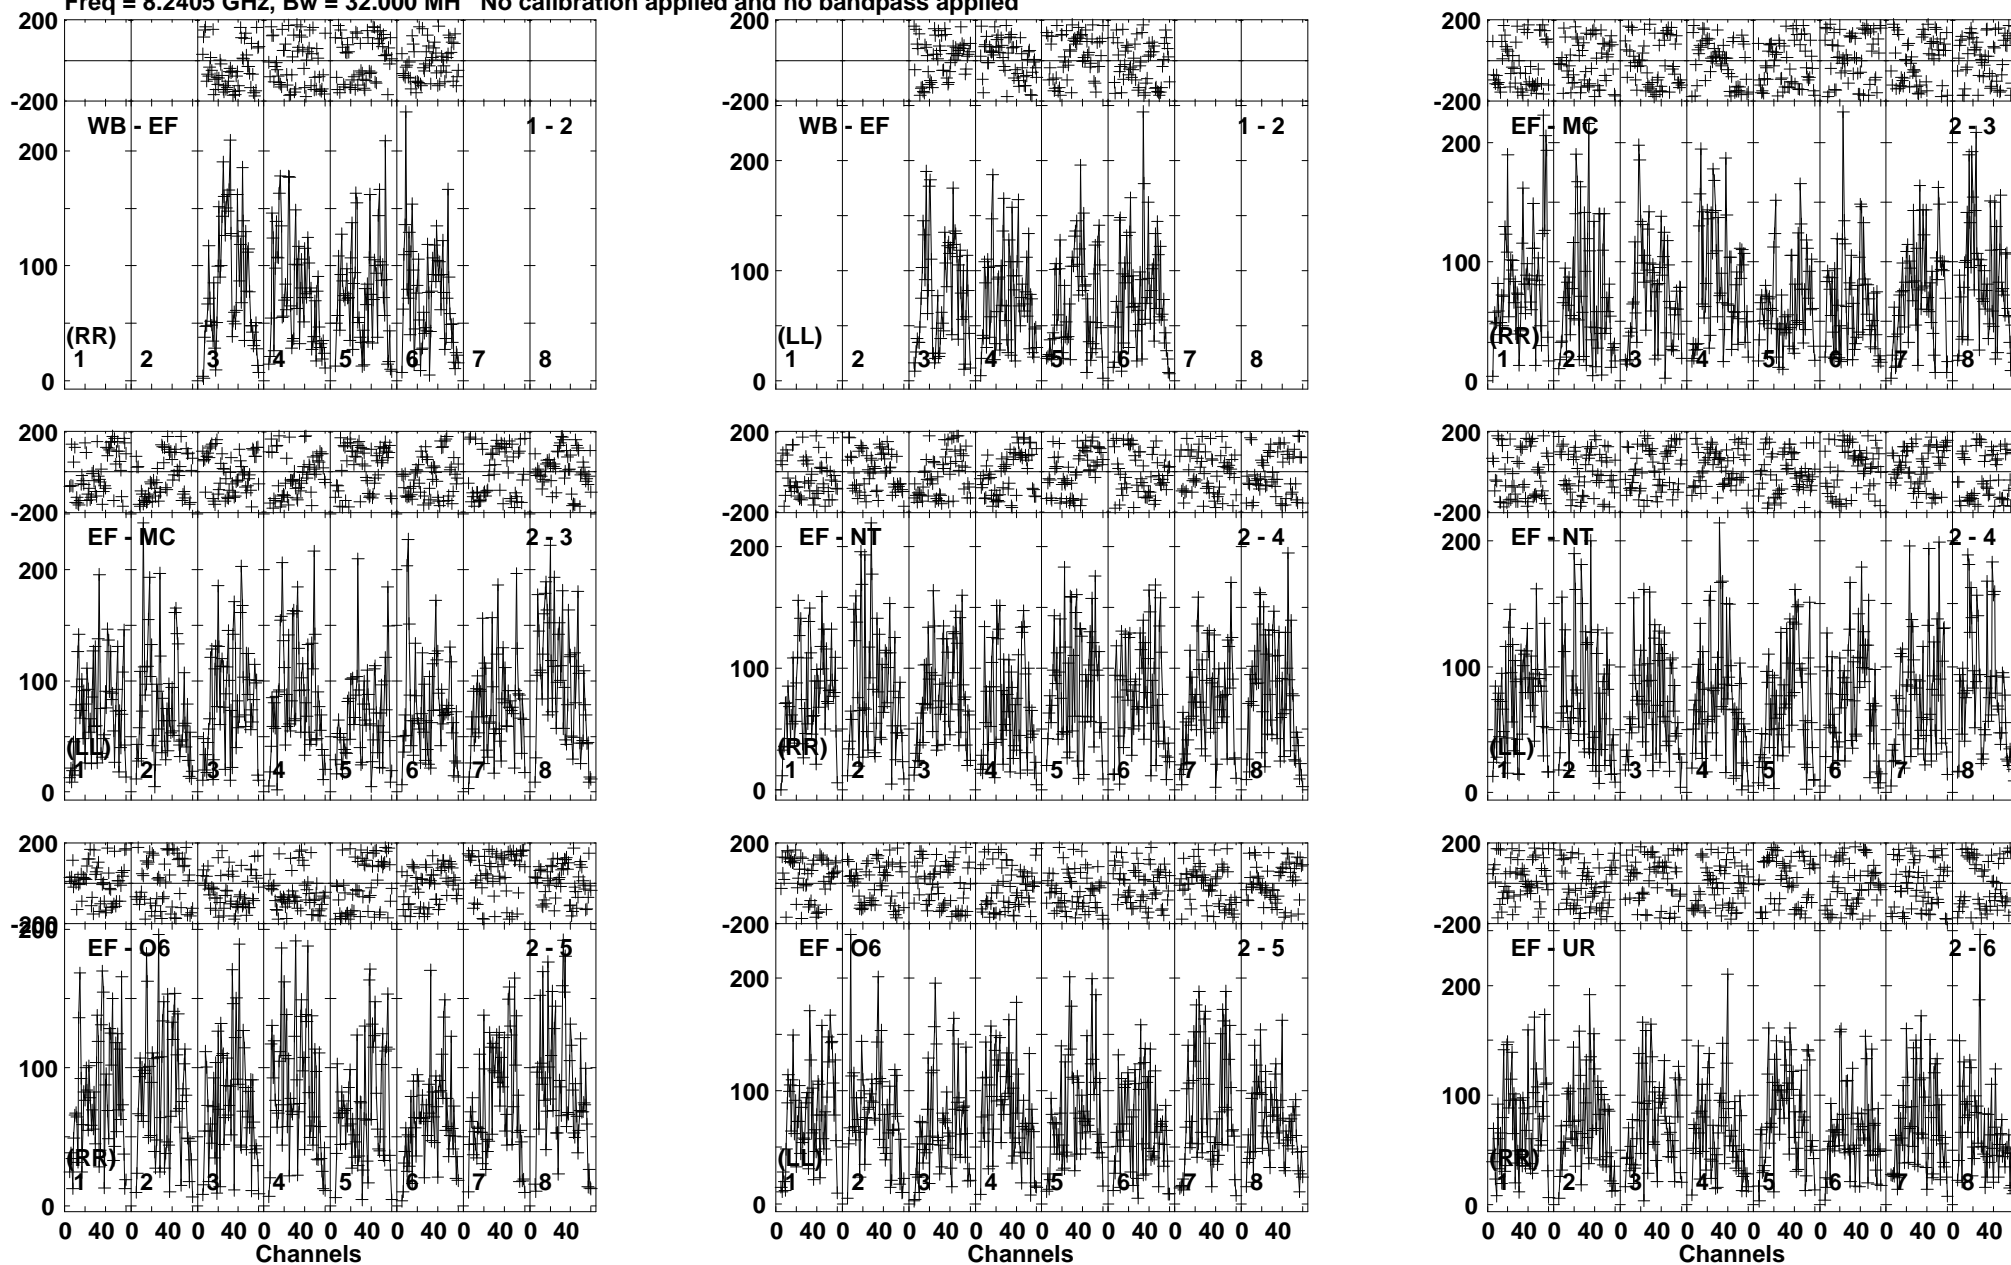 Freq = 8.2405 GHz, Bw = 32.000 MH No calibration applied and no bandpass applied
200 200 200
-200 -200 -200
WB - EF 1 - 2 WB - EF 1 - 2 EF - MC 2 - 3
200 200 200
100 100 100
(RR) (LL) (RR)
1 2 3 4 5 6 7 8 1 2 3 4 5 6 7 8 1 2 3 4 5 6 7 8
0 0 0
200 200 200
-200 -200 -200
EF - MC 2 - 3 EF - NT 2 - 4 EF - NT 2 - 4
200 200 200
100 100 100
(LL) (RR) (LL)
1 2 3 4 5 6 7 8 1 2 3 4 5 6 7 8 1 2 3 4 5 6 7 8
0 0 0
200 200 200
-200 -200 -200
200
EF - O6 2 - 5 EF - O6 2 - 5 EF - UR 2 - 6
200 200
100 100 100
(RR) (LL) (RR)
1 2 3 4 5 6 7 8 1 2 3 4 5 6 7 8 1 2 3 4 5 6 7 8
0 0 0
0 40 0 40 0 40 0 40 0 40 0 40 0 40 0 40 0 40 0 40 0 40 0 40 0 40 0 40 0 40 0 40 0 40 0 40 0 40 0 40 0 40 0 40 0 40 0 40
Channels Channels Channels